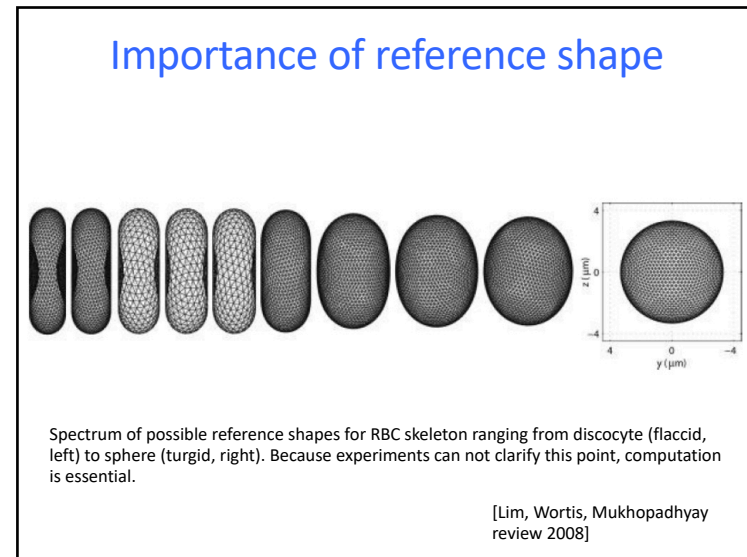 Importance of reference shape
4
0
−4
z (μm)
4 0 −4
y (μm)
Spectrum of possible reference shapes for RBC skeleton ranging from discocyte (flaccid,
left) to sphere (turgid, right). Because experiments can not clarify this point, computation
is essential.
[Lim, Wortis, Mukhopadhyay
review 2008]